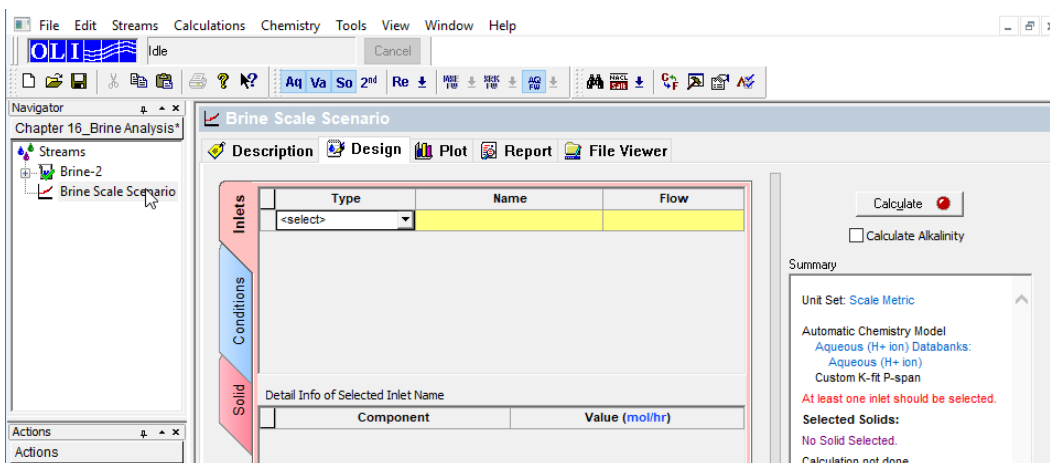 File Edit Streams Calculations Chemistry Tools View Window Help
OLI Idle Cancel
Aq Va So 2nd Re
Navigator
Chapter 16_Brine Analysis*
Streams
Brine-2
Brine Scale Scenario
Brine Scale Scenario
Description Design Plot Report File Viewer
Inlets
Conditions
Solid
Type Name Flow
<select>
Detail Info of Selected Inlet Name
Component Value (mol/hr)
Calculate
Calculate Alkalinity
Summary
Unit Set: Scale Metric
Automatic Chemistry Model
Aqueous (H+ ion) Databanks:
Aqueous (H+ ion)
Custom K-fit P-span
At least one inlet should be selected.
Selected Solids:
No Solid Selected.
Calculation not done
Actions
Actions